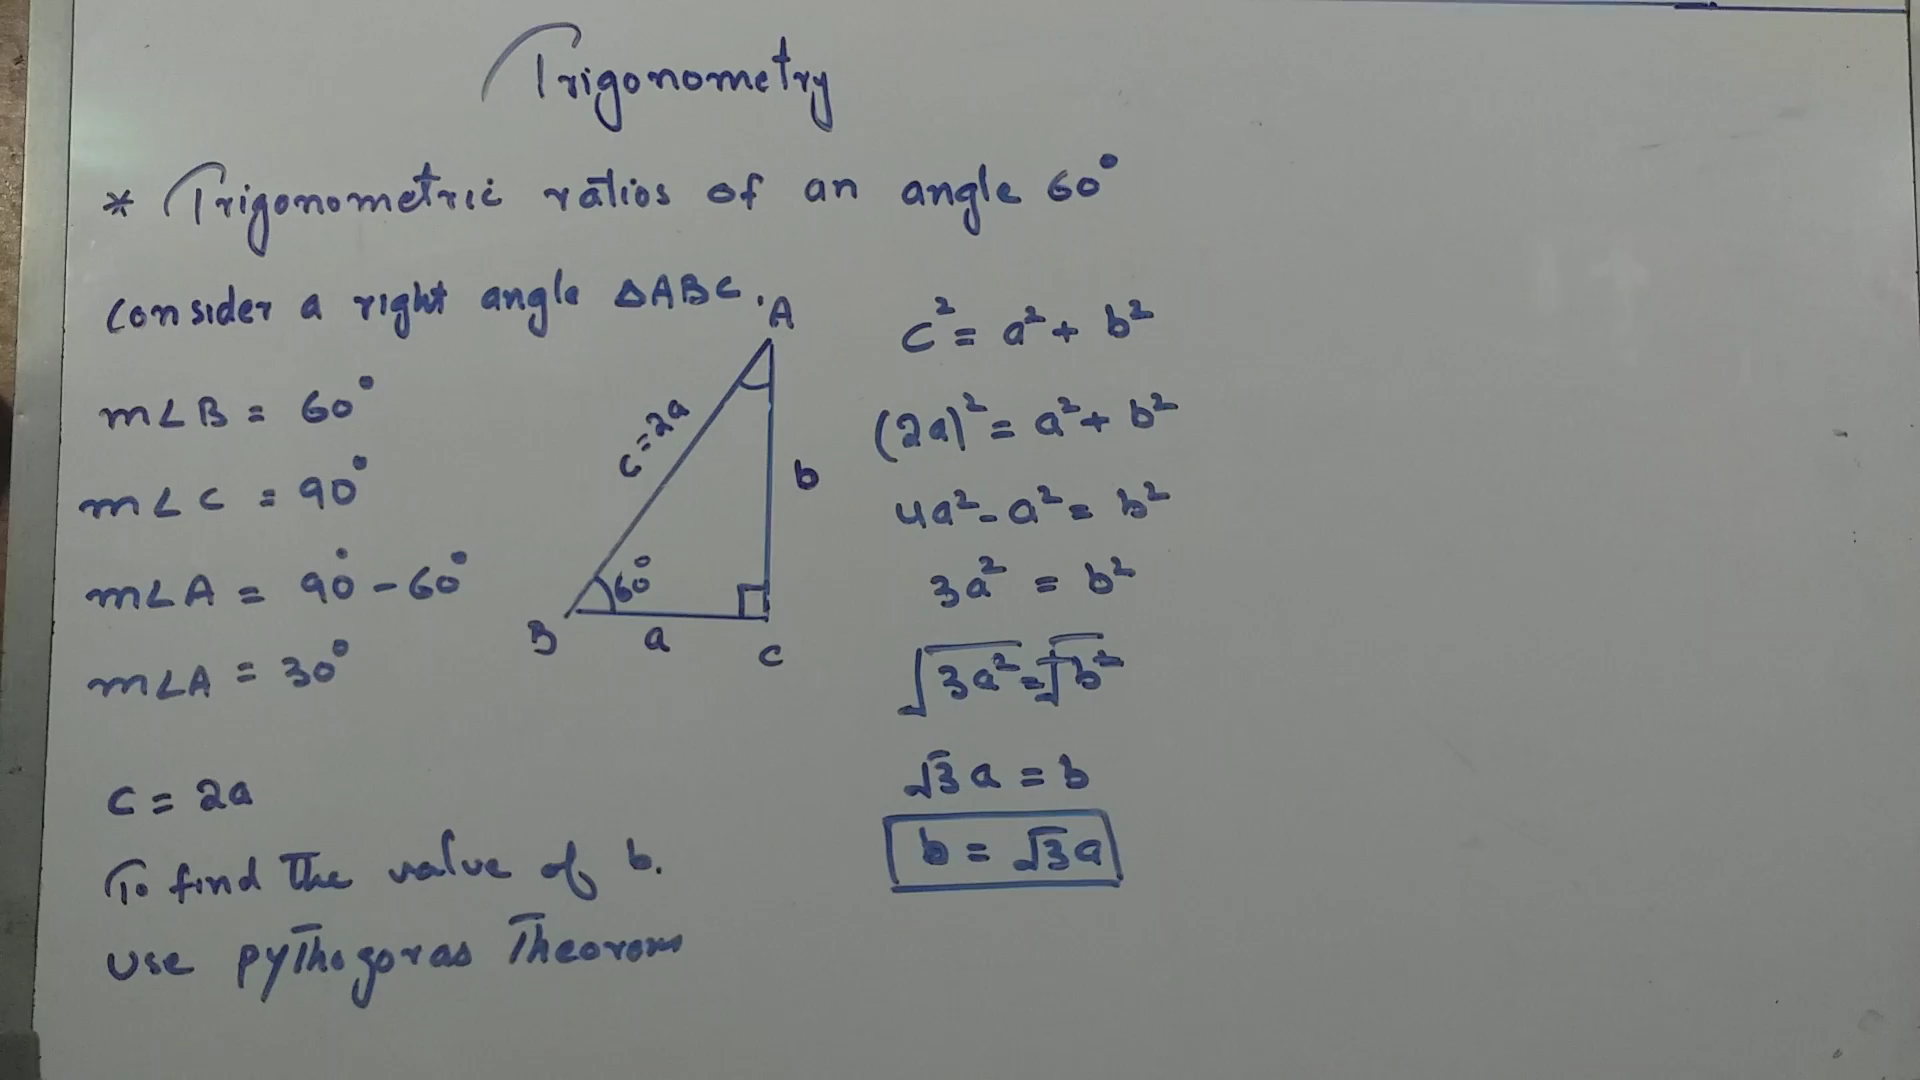 Trigonometry
* Trigonometric ratios of an angle 60°
Consider a right angle △ABC.
m∠B = 60°
m∠C = 90°
m∠A = 90° - 60°
m∠A = 30°
c = 2a
To find the value of b.
use pythagoras Theorem
A
c = 2a
b
60°
B
a
C
c² = a² + b²
(2a)² = a² + b²
4a² - a² = b²
3a² = b²
√3a² = √b²
√3 a = b
b = √3a